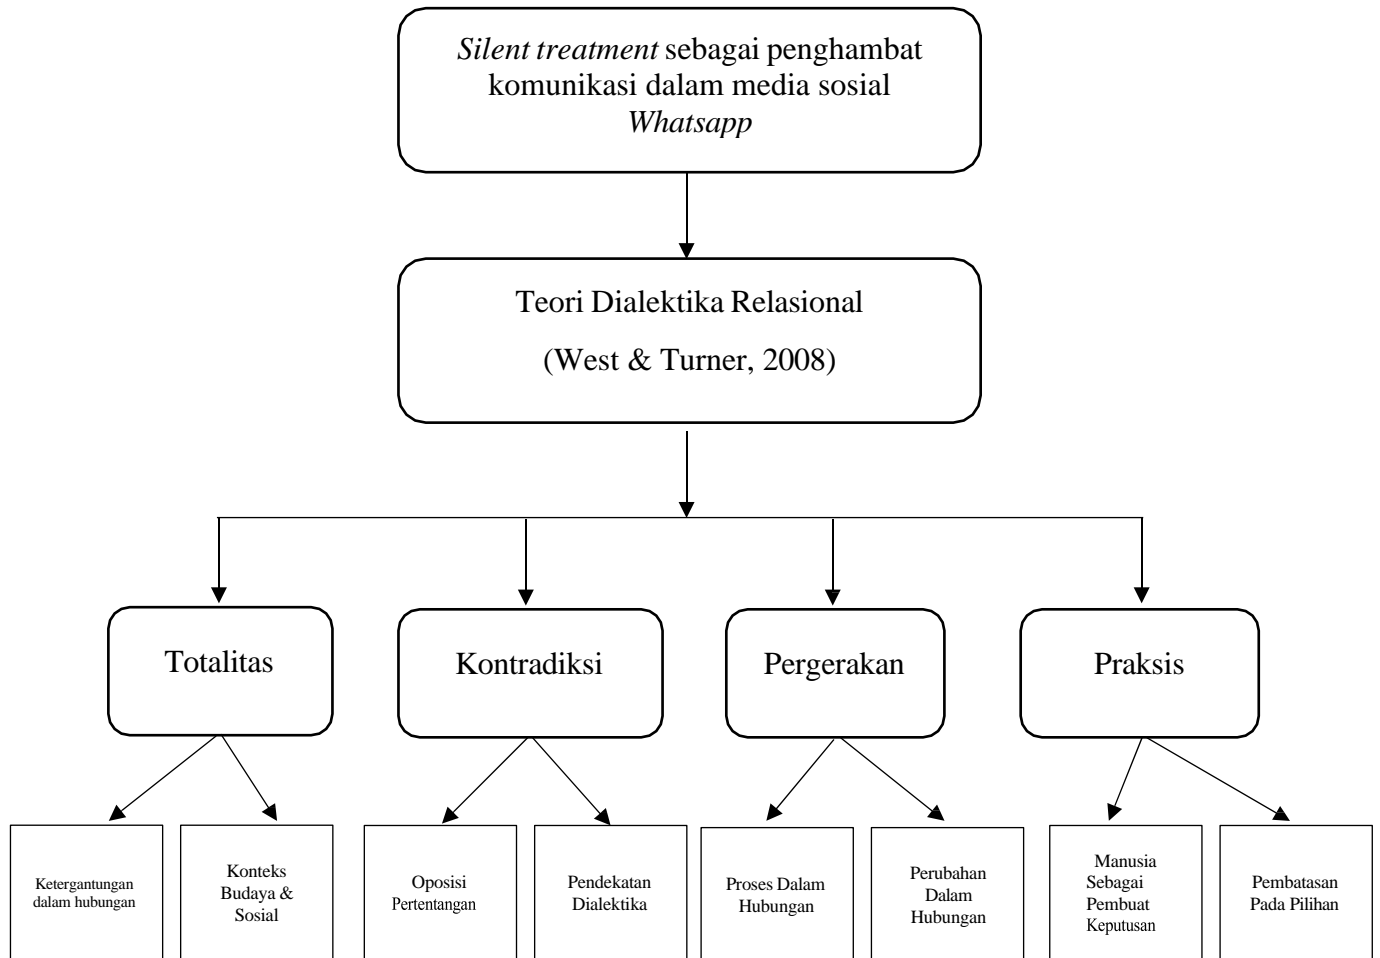 Silent treatment sebagai penghambat
komunikasi dalam media sosial
Whatsapp
Teori Dialektika Relasional
(West & Turner, 2008)
Totalitas
Kontradiksi
Pergerakan
Praksis
Ketergantungan
dalam hubungan
Konteks
Budaya &
Sosial
Oposisi
Pertentangan
Pendekatan
Dialektika
Proses Dalam
Hubungan
Perubahan
Dalam
Hubungan
Manusia
Sebagai
Pembuat
Keputusan
Pembatasan
Pada Pilihan